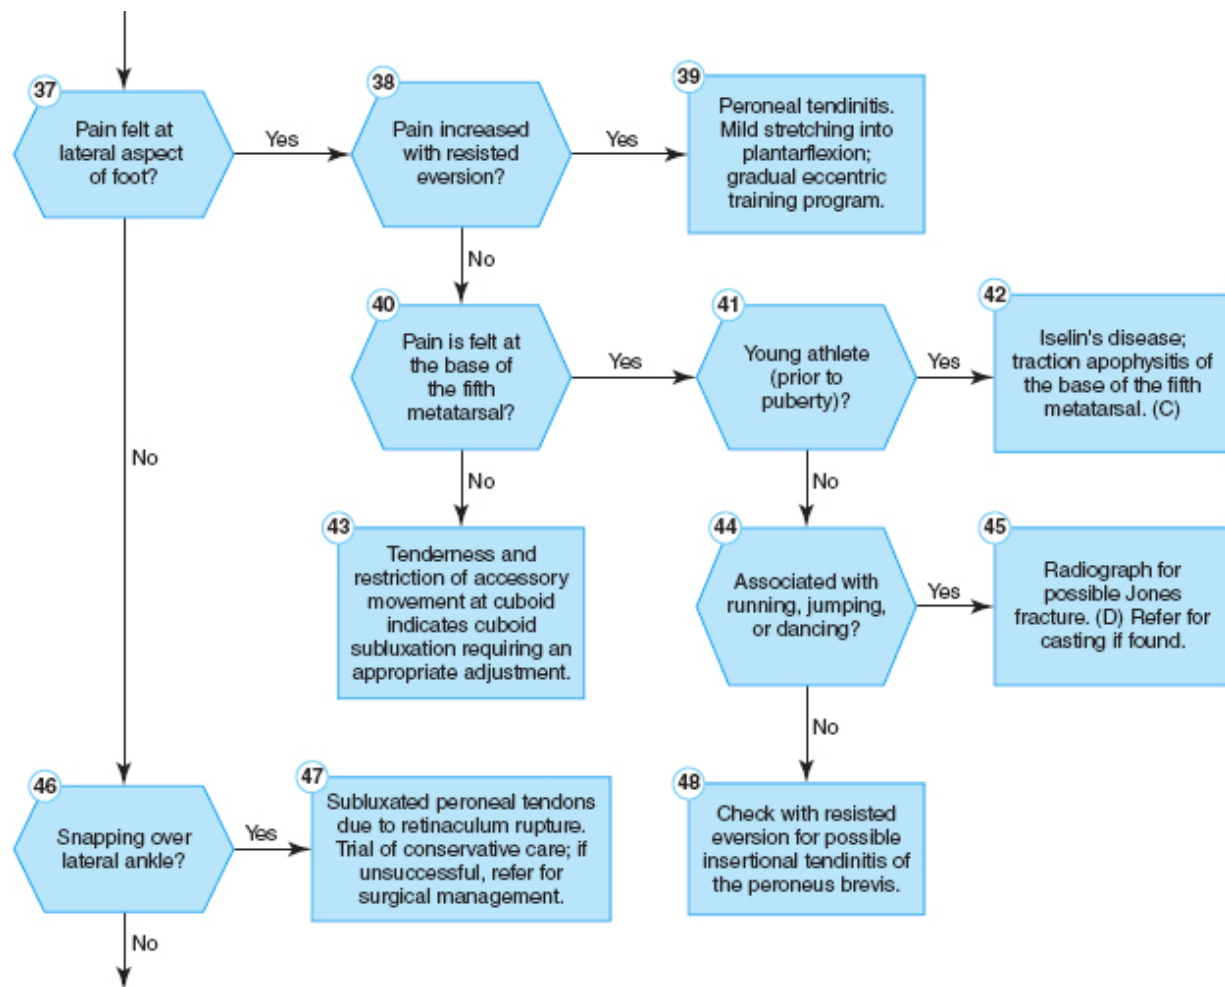 37
Pain felt at
lateral aspect
of foot?
Yes
38
Pain increased
with resisted
eversion?
Yes
39
Peroneal tendinitis.
Mild stretching into
plantarflexion;
gradual eccentric
training program.
No
No
40
Pain is felt at
the base of
the fifth
metatarsal?
Yes
41
Young athlete
(prior to
puberty)?
Yes
42
Iselin's disease;
traction apophysitis of
the base of the fifth
metatarsal. (C)
No
43
Tenderness and
restriction of accessory
movement at cuboid
indicates cuboid
subluxation requiring an
appropriate adjustment.
No
44
Associated with
running, jumping,
or dancing?
Yes
45
Radiograph for
possible Jones
fracture. (D) Refer for
casting if found.
No
46
Snapping over
lateral ankle?
Yes
47
Subluxated peroneal tendons
due to retinaculum rupture.
Trial of conservative care; if
unsuccessful, refer for
surgical management.
48
Check with resisted
eversion for possible
insertional tendinitis of
the peroneus brevis.
No